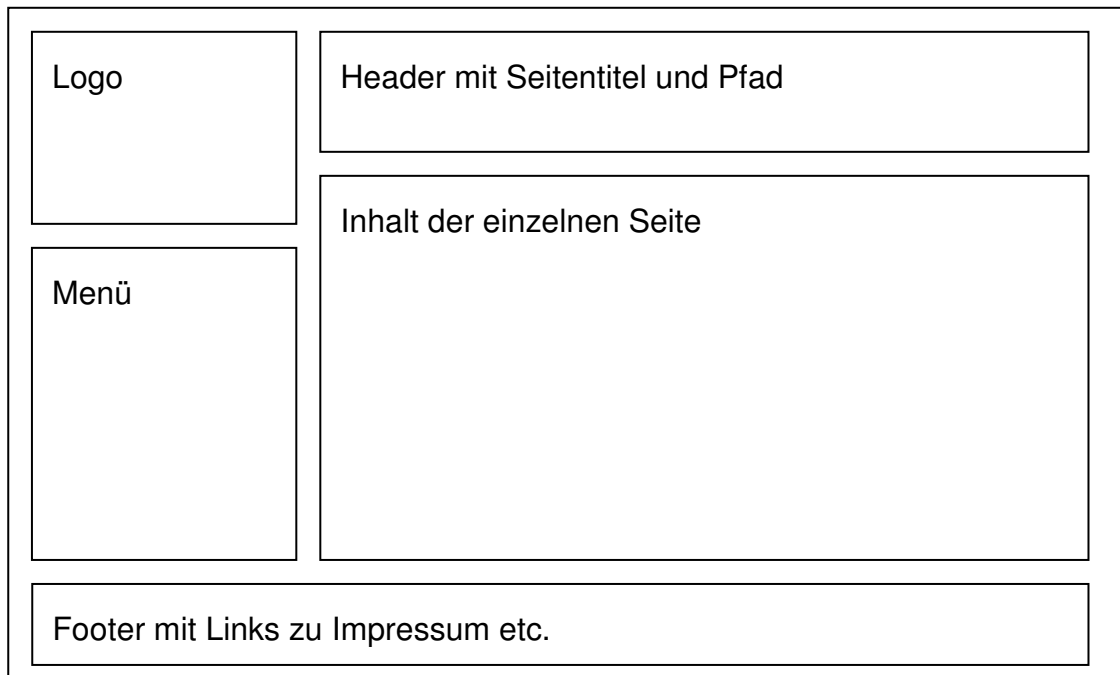 Logo
Header mit Seitentitel und Pfad
Inhalt der einzelnen Seite
Menü
Footer mit Links zu Impressum etc.